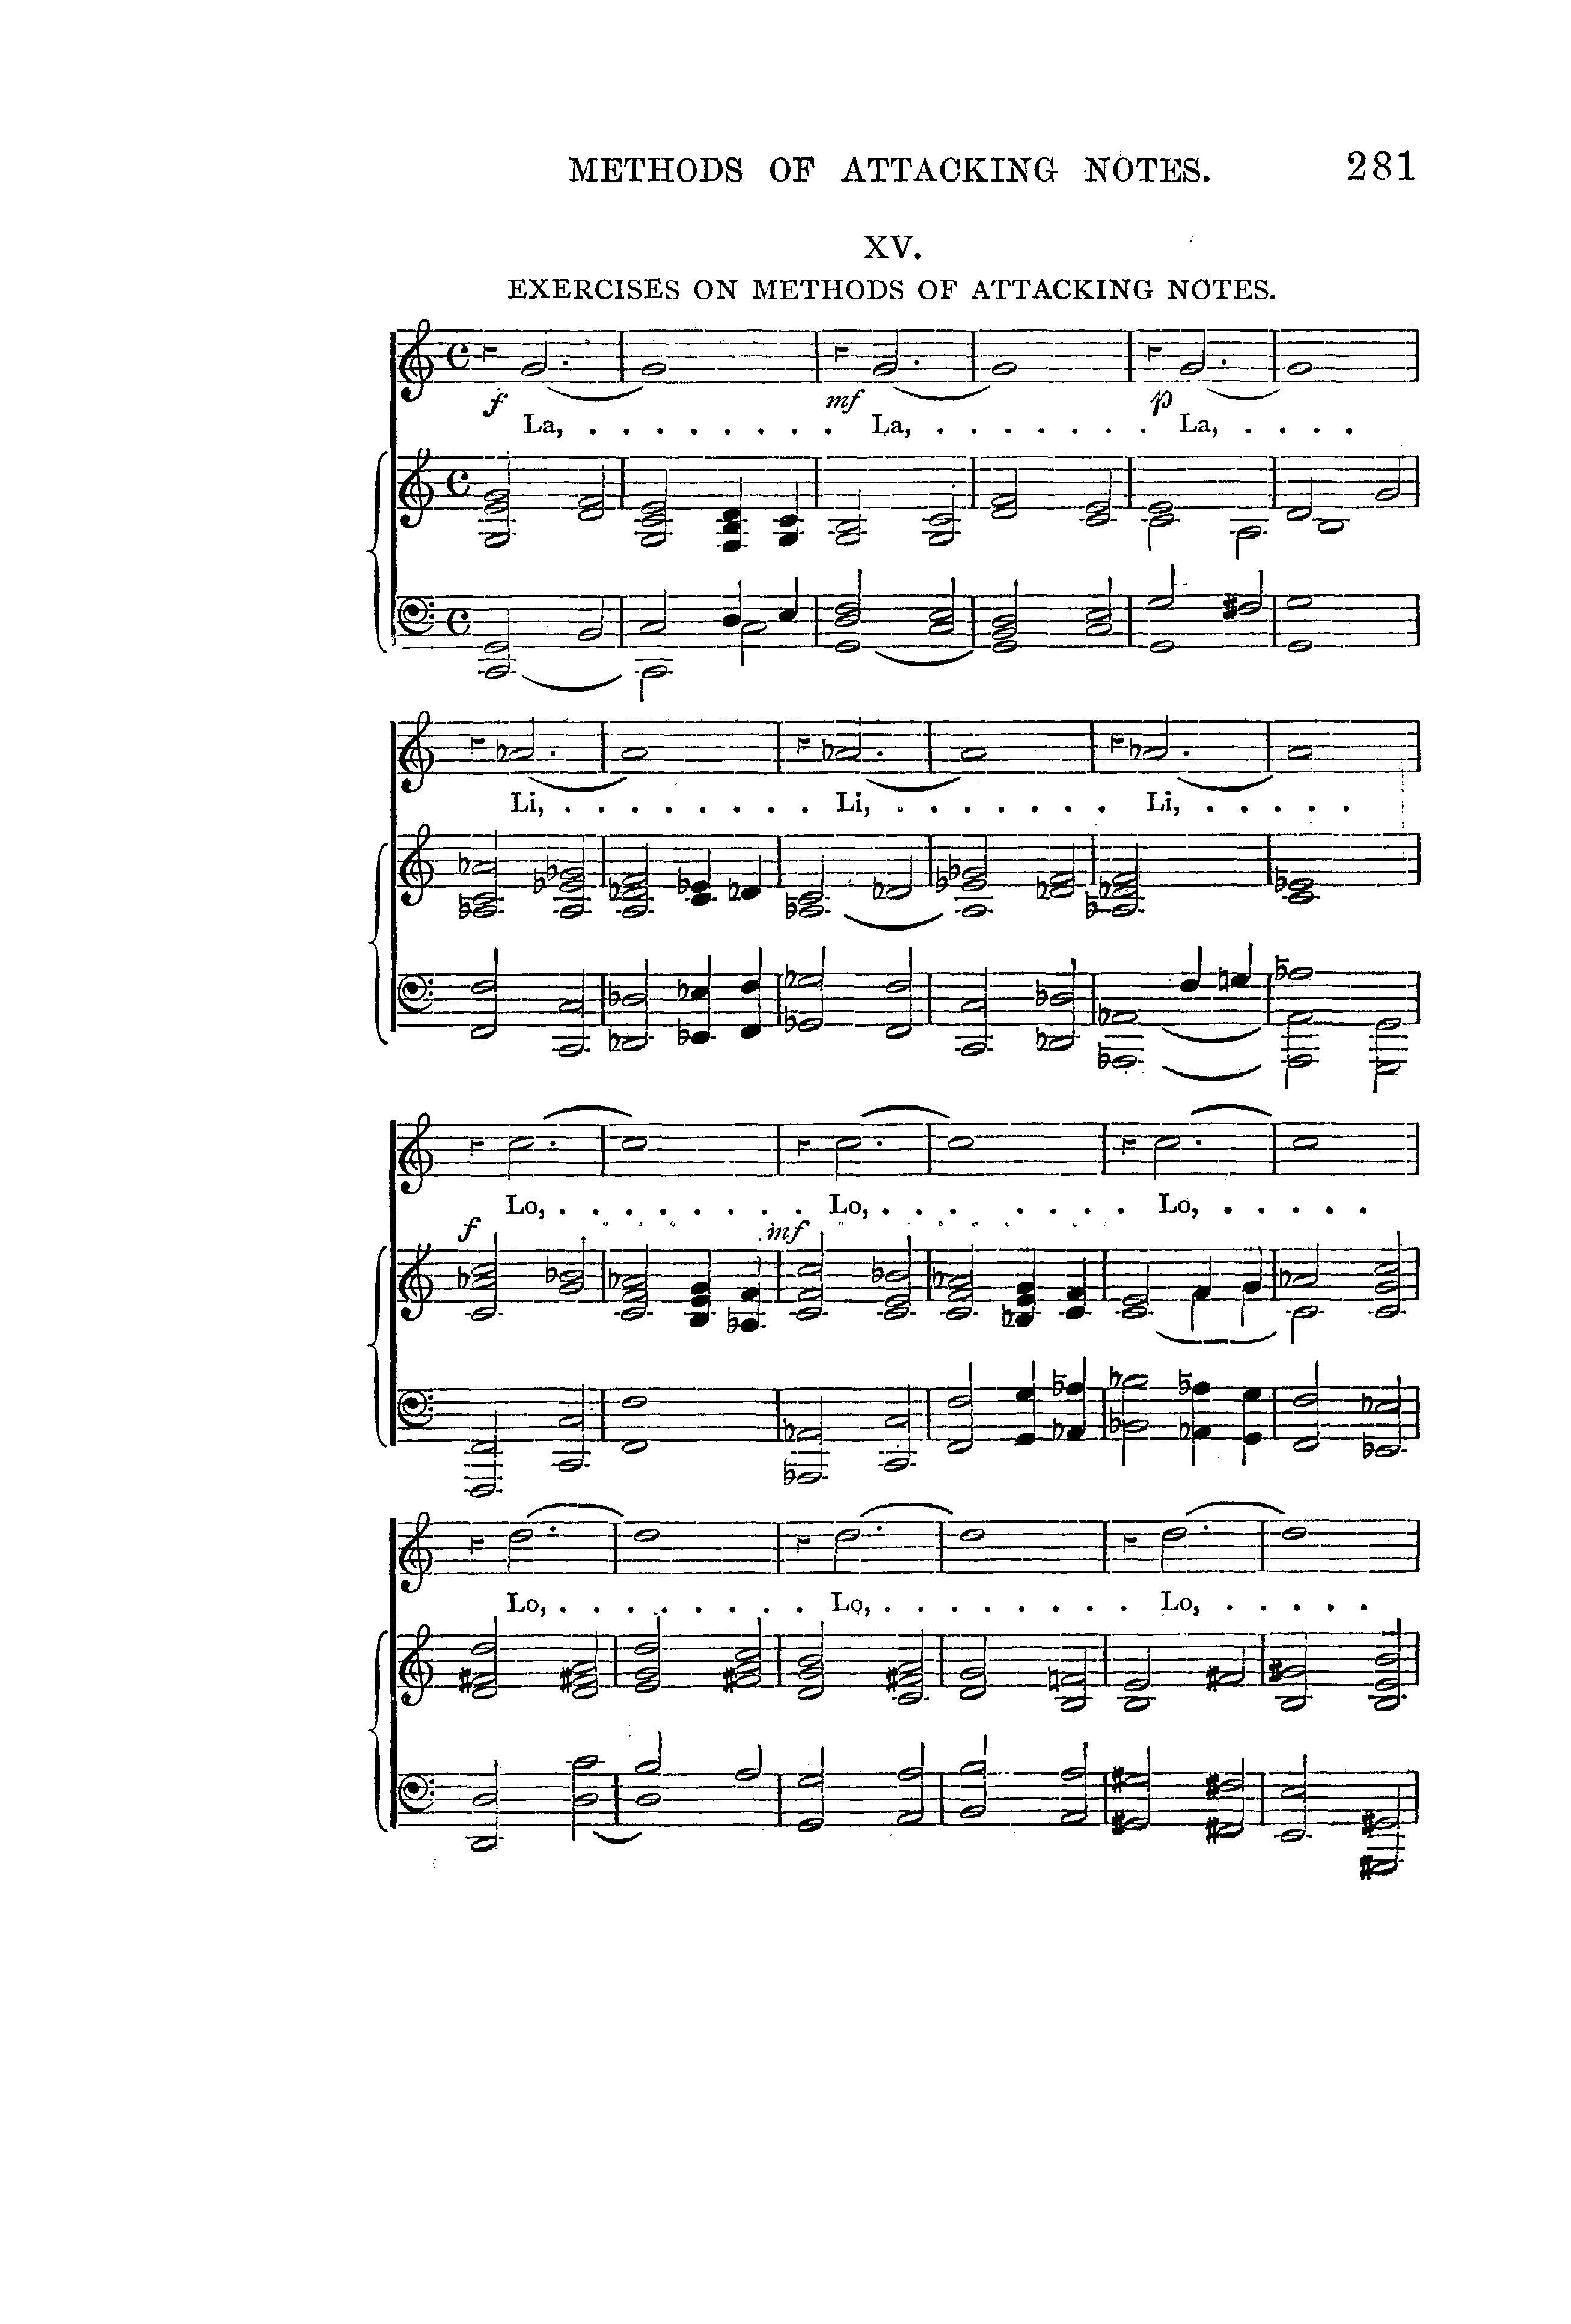 METHODS OF ATTACKING NOTES. 281
XV.
EXERCISES ON METHODS OF ATTACKING NOTES.
f mf p
La, . . . . . . . . La, . . . . . . . La, . . . .
Li, . . . . . . . . Li, . . . . . . . Li, . . . . .
Lo, . . . . . . . . Lo, . . . . . . . Lo, . . . . .
f mf
Lo, . . . . . . . . Lo, . . . . . . . . Lo, . . . . .